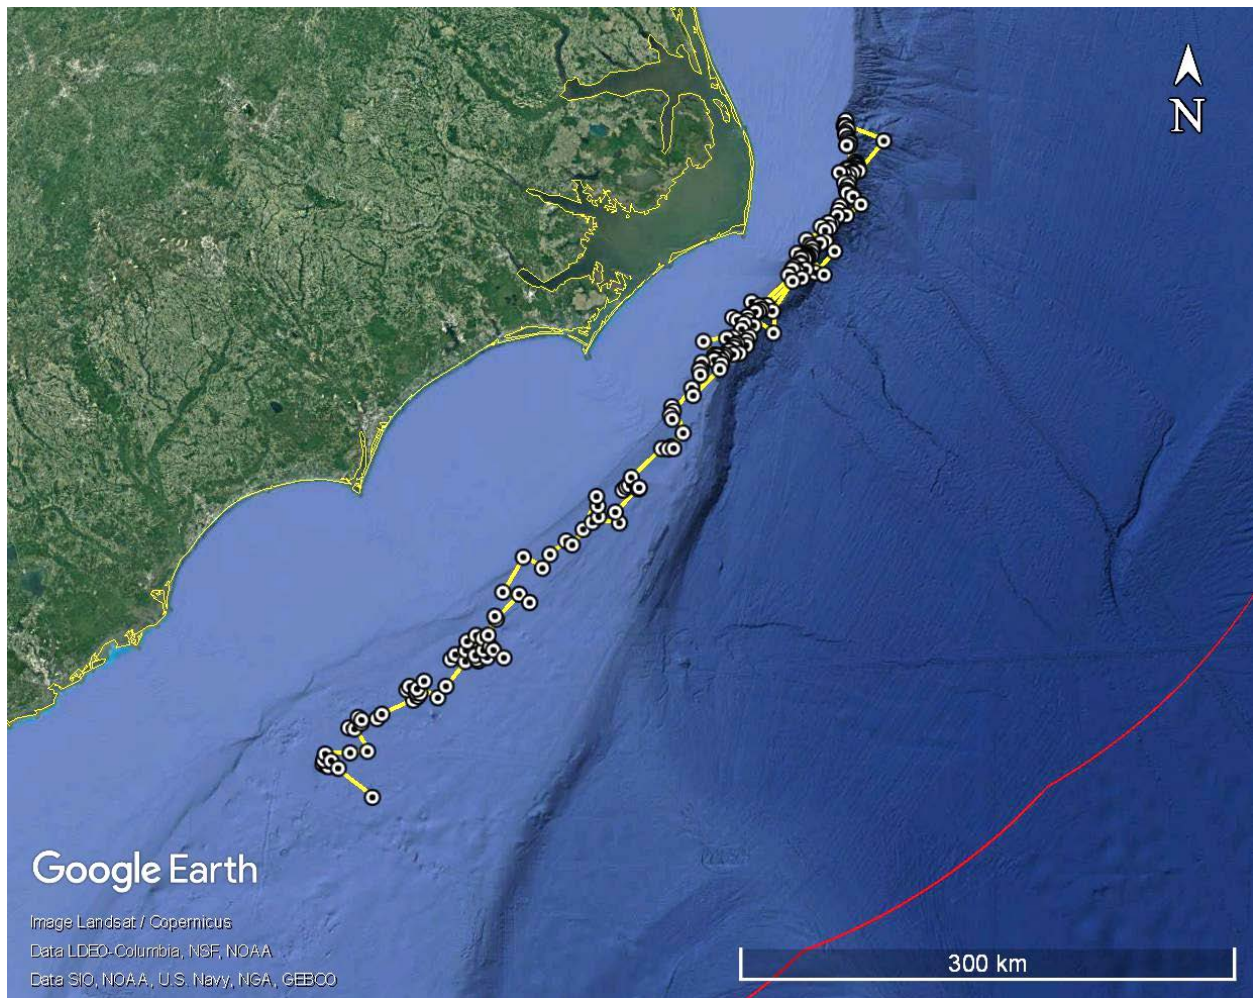 N
Google Earth
Image Landsat / Copernicus
Data LDEO-Columbia, NSF, NOAA
Data SIO, NOAA, U.S. Navy, NGA, GEBCO
300 km